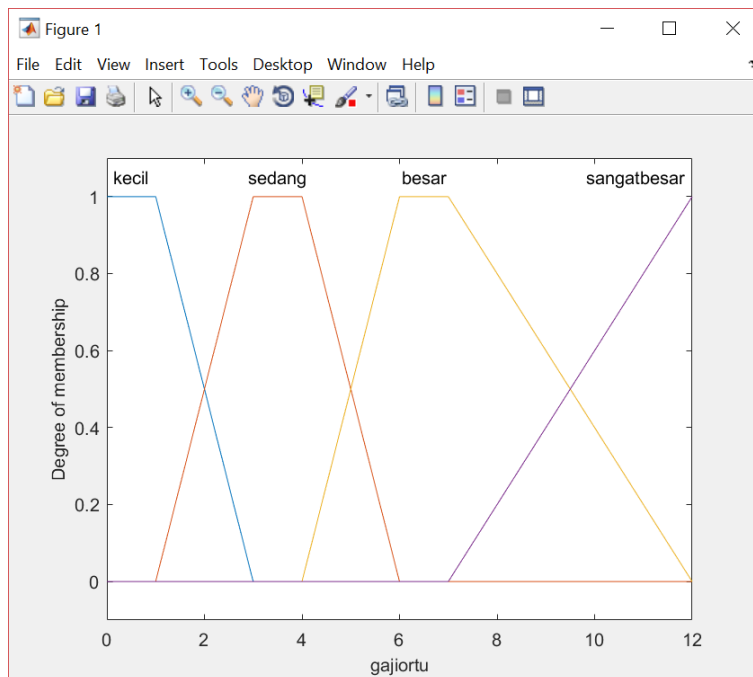 Figure 1
File Edit View Insert Tools Desktop Window Help
kecil sedang besar sangatbesar
1
0.8
0.6
0.4
0.2
0
Degree of membership
0 2 4 6 8 10 12
gajiortu